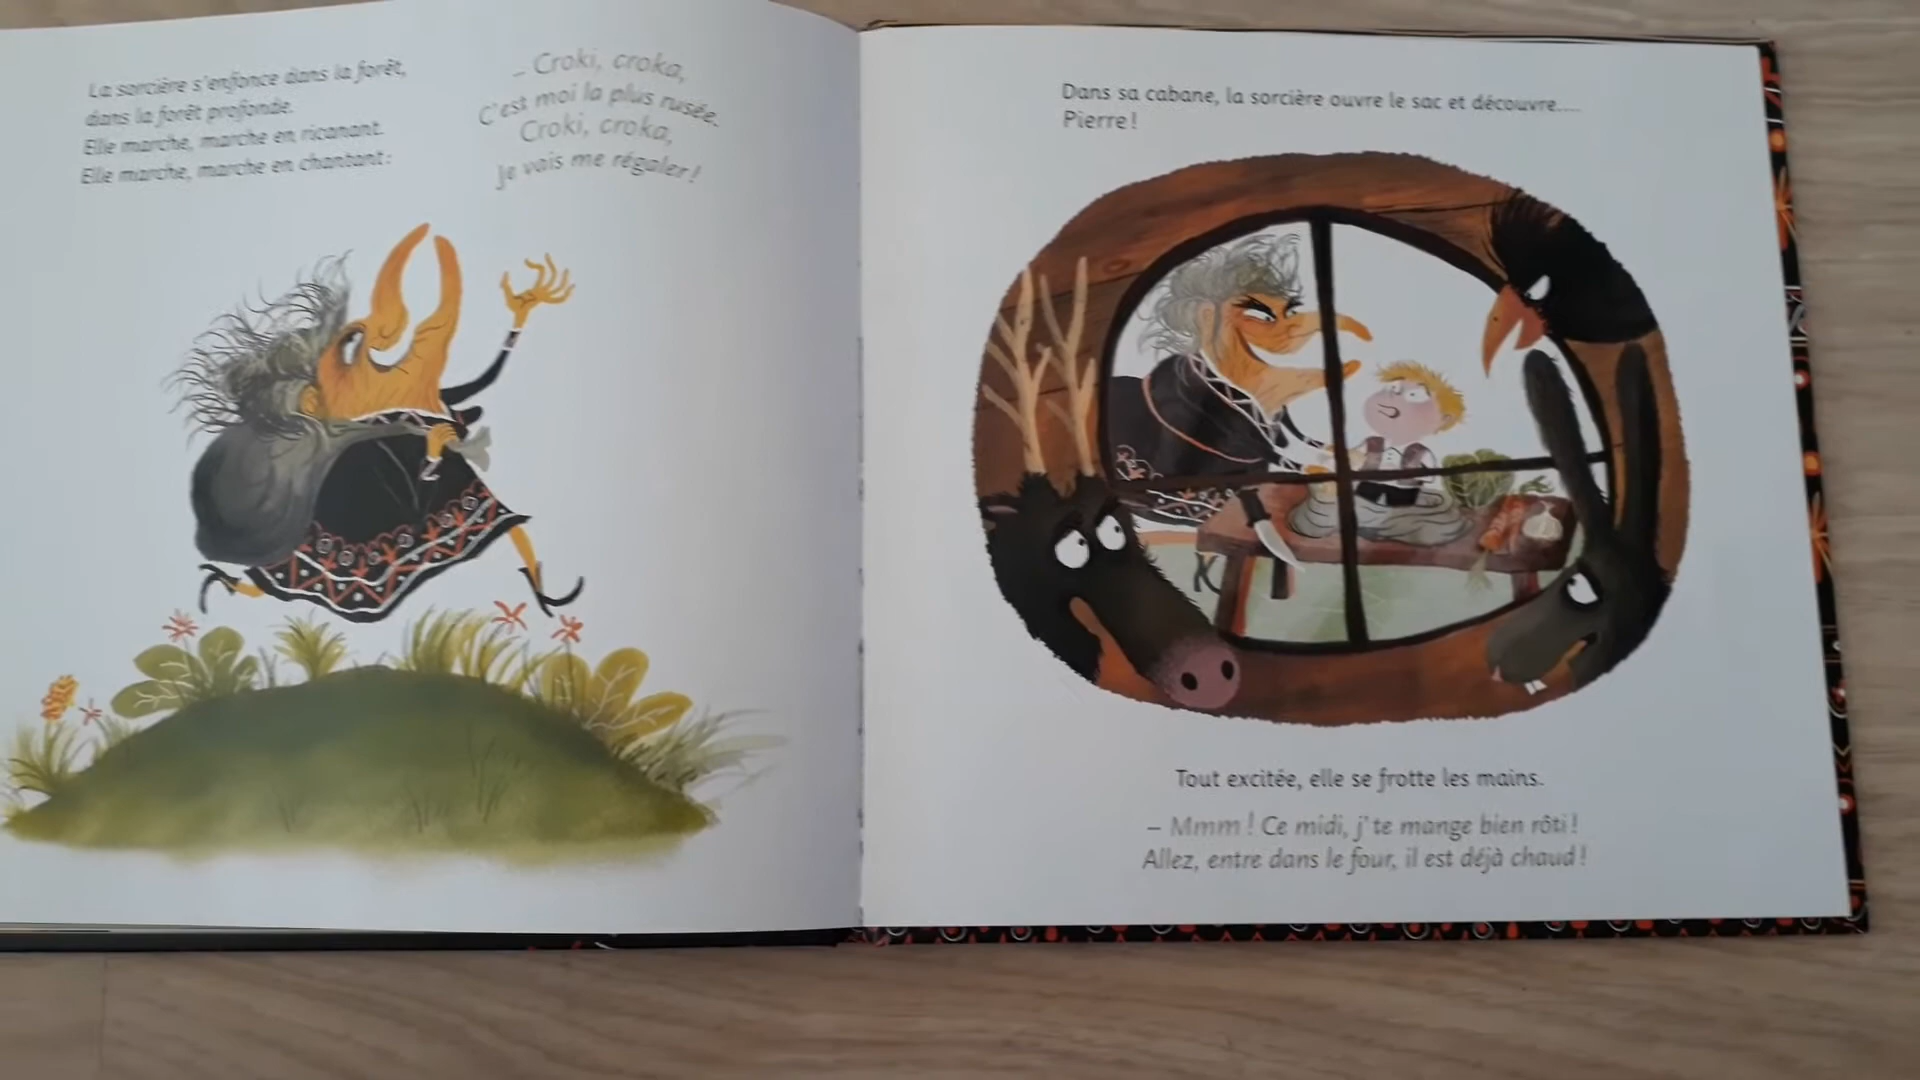 La sorcière s'enfonce dans la forêt,
dans la forêt profonde.
Elle marche, marche en ricanant.
Elle marche, marche en chantant :
– Croki, croka,
C'est moi la plus rusée.
Croki, croka,
Je vais me régaler !
Dans sa cabane, la sorcière ouvre le sac et découvre....
Pierre !
Tout excitée, elle se frotte les mains.
– Mmm ! Ce midi, j'te mange bien rôti !
Allez, entre dans le four, il est déjà chaud !